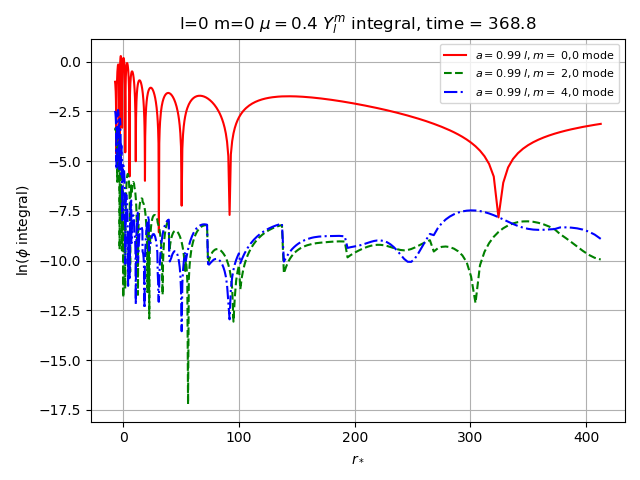 l=0 m=0 μ = 0.4 Y_l^m integral, time = 368.8
a = 0.99 l, m = 0,0 mode
a = 0.99 l, m = 2,0 mode
a = 0.99 l, m = 4,0 mode
ln(ϕ integral)
0.0
−2.5
−5.0
−7.5
−10.0
−12.5
−15.0
−17.5
0 100 200 300 400
r_*